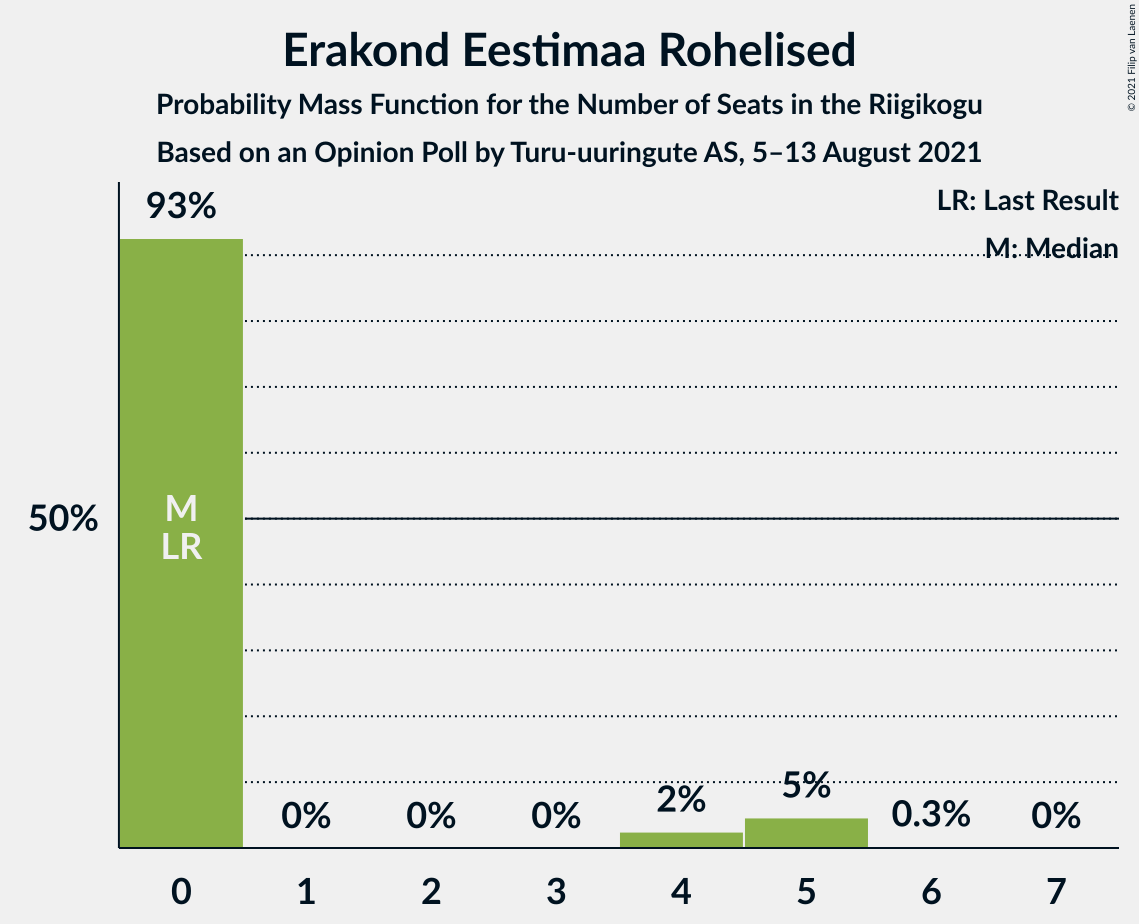 Erakond Eestimaa Rohelised
Probability Mass Function for the Number of Seats in the Riigikogu
Based on an Opinion Poll by Turu-uuringute AS, 5–13 August 2021
© 2021 Filip van Laenen
LR: Last Result
M: Median
93%
50%
M
LR
0%
0%
0%
2%
5%
0.3%
0%
0
1
2
3
4
5
6
7